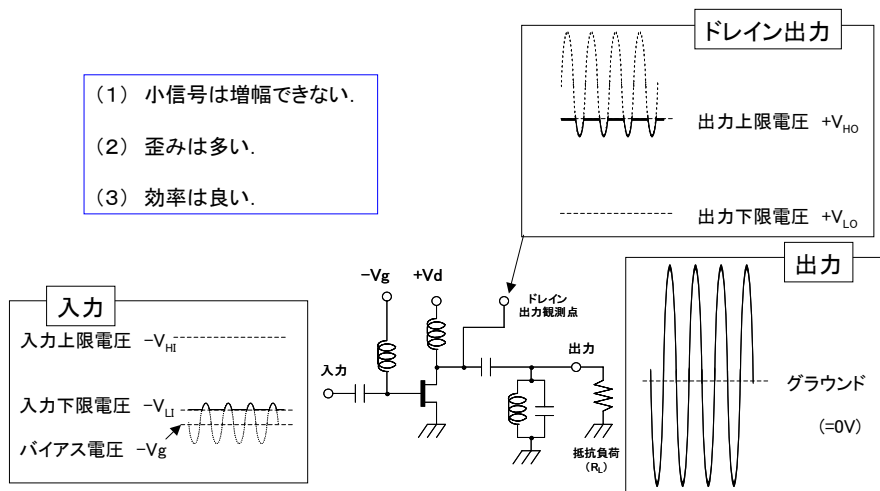 ドレイン出力
(1) 小信号は増幅できない.
(2) 歪みは多い.
(3) 効率は良い.
出力上限電圧 +VHO
出力下限電圧 +VLO
入力
入力上限電圧 −VHI
入力下限電圧 −VLI
バイアス電圧 −Vg
−Vg
+Vd
ドレイン
出力観測点
入力
出力
抵抗負荷
(RL)
出力
グラウンド
(=0V)